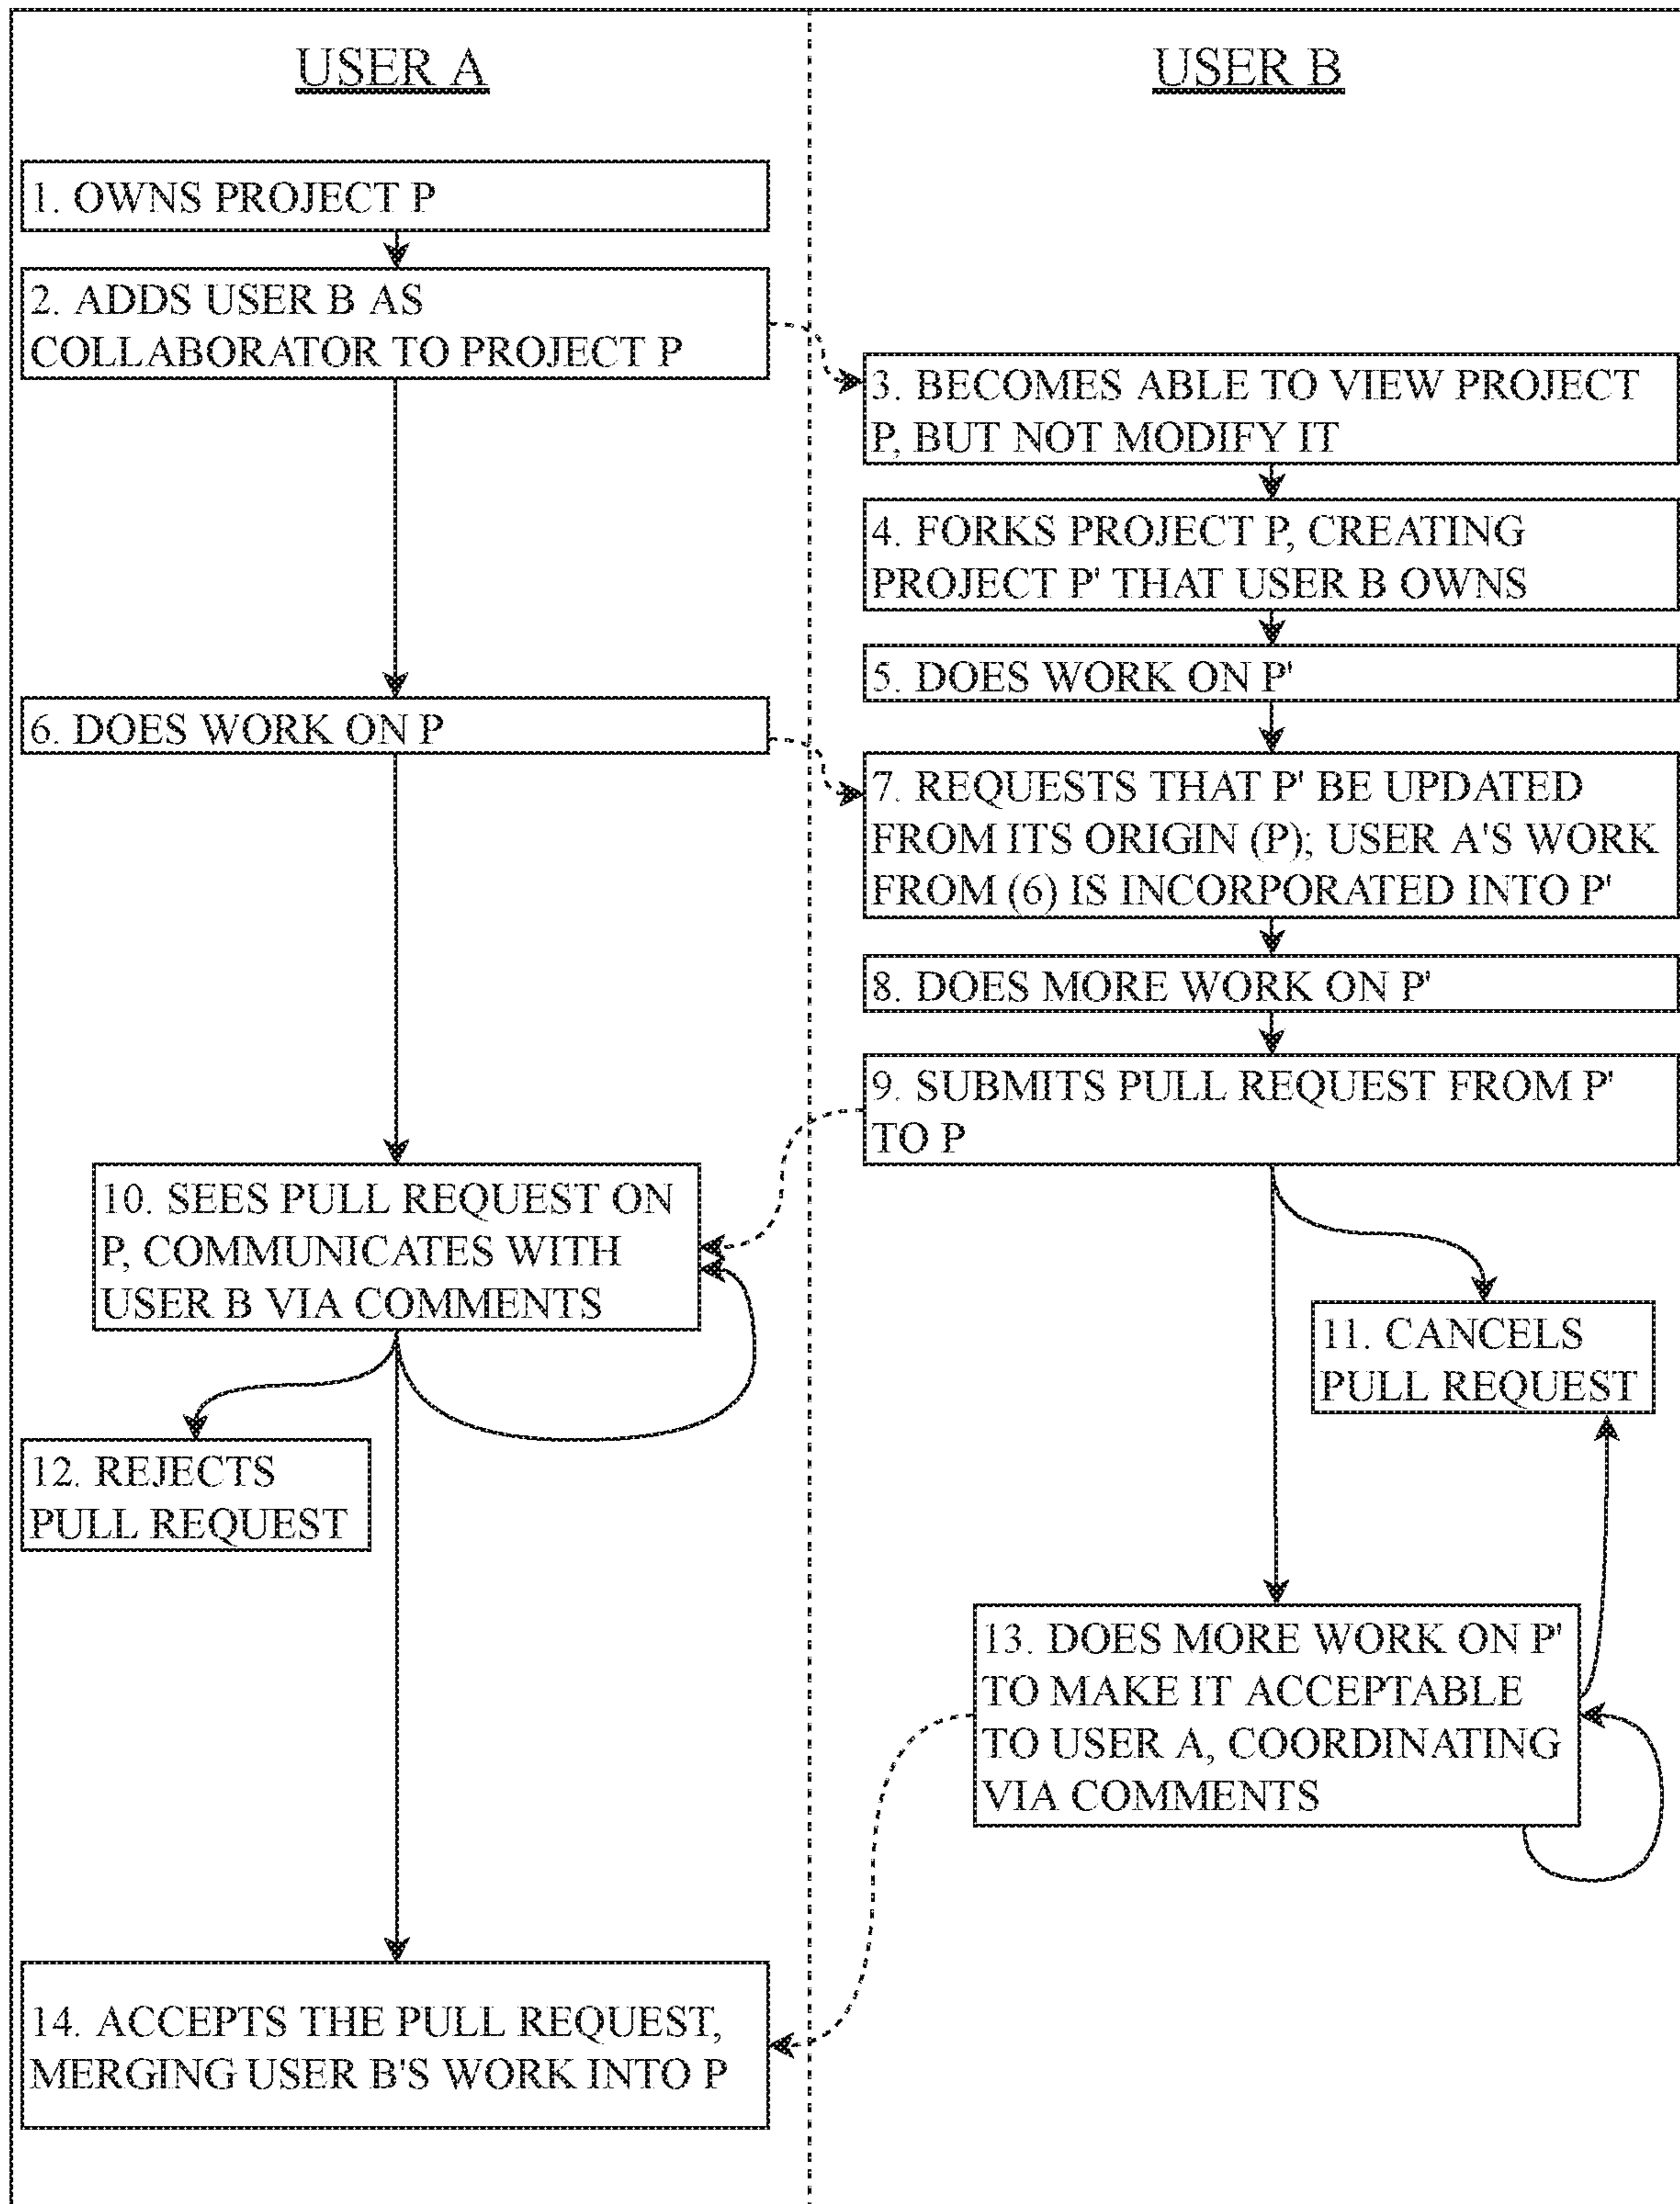 USER A
USER B
1. OWNS PROJECT P
2. ADDS USER B AS
COLLABORATOR TO PROJECT P
3. BECOMES ABLE TO VIEW PROJECT
P, BUT NOT MODIFY IT
4. FORKS PROJECT P, CREATING
PROJECT P' THAT USER B OWNS
5. DOES WORK ON P'
6. DOES WORK ON P
7. REQUESTS THAT P' BE UPDATED
FROM ITS ORIGIN (P); USER A'S WORK
FROM (6) IS INCORPORATED INTO P'
8. DOES MORE WORK ON P'
9. SUBMITS PULL REQUEST FROM P'
TO P
10. SEES PULL REQUEST ON
P, COMMUNICATES WITH
USER B VIA COMMENTS
11. CANCELS
PULL REQUEST
12. REJECTS
PULL REQUEST
13. DOES MORE WORK ON P'
TO MAKE IT ACCEPTABLE
TO USER A, COORDINATING
VIA COMMENTS
14. ACCEPTS THE PULL REQUEST,
MERGING USER B'S WORK INTO P